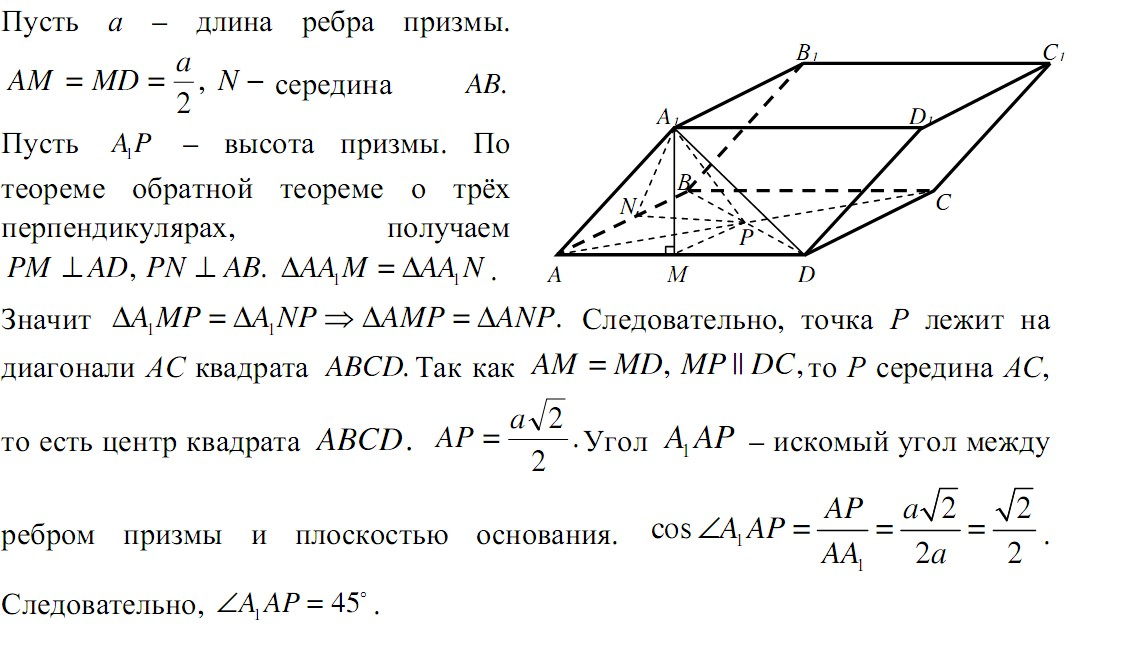 Пусть a – длина ребра призмы.
AM = MD = a/2, N – середина AB.
Пусть A₁P – высота призмы. По
теореме обратной теореме о трёх
перпендикулярах, получаем
PM ⊥ AD, PN ⊥ AB. ΔAA₁M = ΔAA₁N .
Значит ΔA₁MP = ΔA₁NP ⇒ ΔAMP = ΔANP. Следовательно, точка P лежит на
диагонали AC квадрата ABCD. Так как AM = MD, MP || DC, то P середина AC,
то есть центр квадрата ABCD. AP = a√2/2. Угол A₁AP – искомый угол между
ребром призмы и плоскостью основания. cos ∠A₁AP = AP/AA₁ = a√2/2a = √2/2 .
Следовательно, ∠A₁AP = 45° .
B₁
C₁
A₁
D₁
B
C
N
P
A
M
D